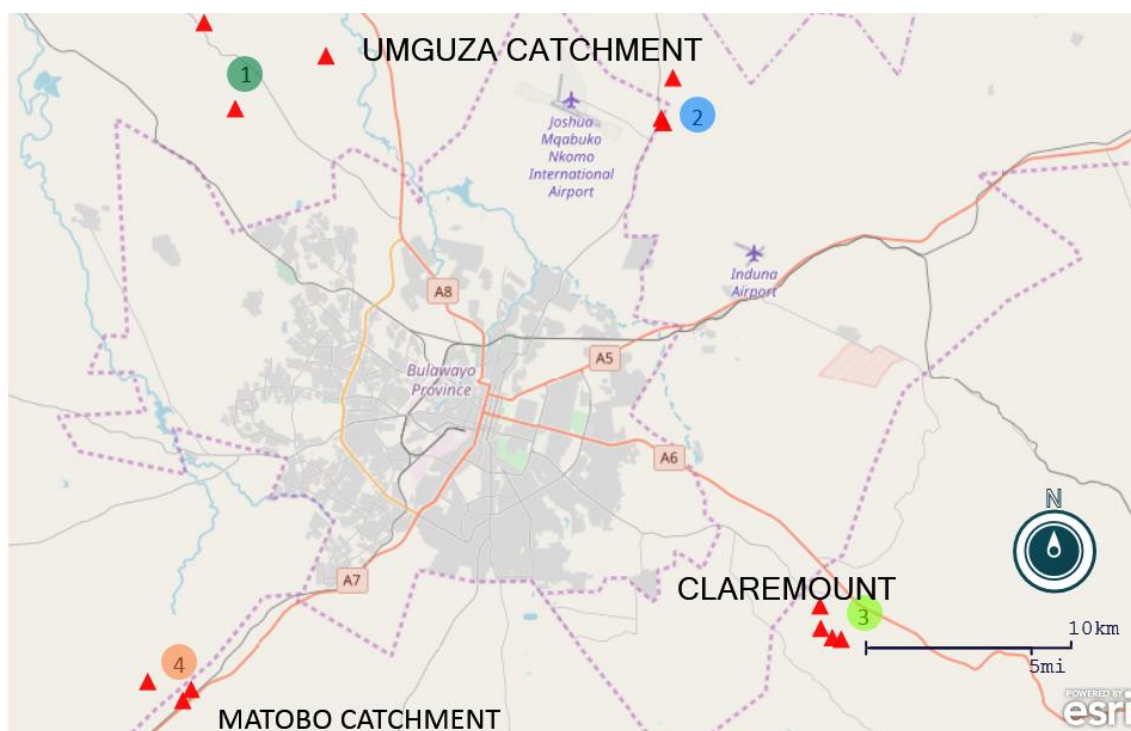 UMGUZA CATCHMENT
1
2
Joshua
Mqabuko
Nkomo
International
Airport
Induna
Airport
A8
A5
Bulawayo
Province
A6
N
A7
CLAREMOUNT
3
10km
5mi
4
MATOBO CATCHMENT
POWERED BY
esri